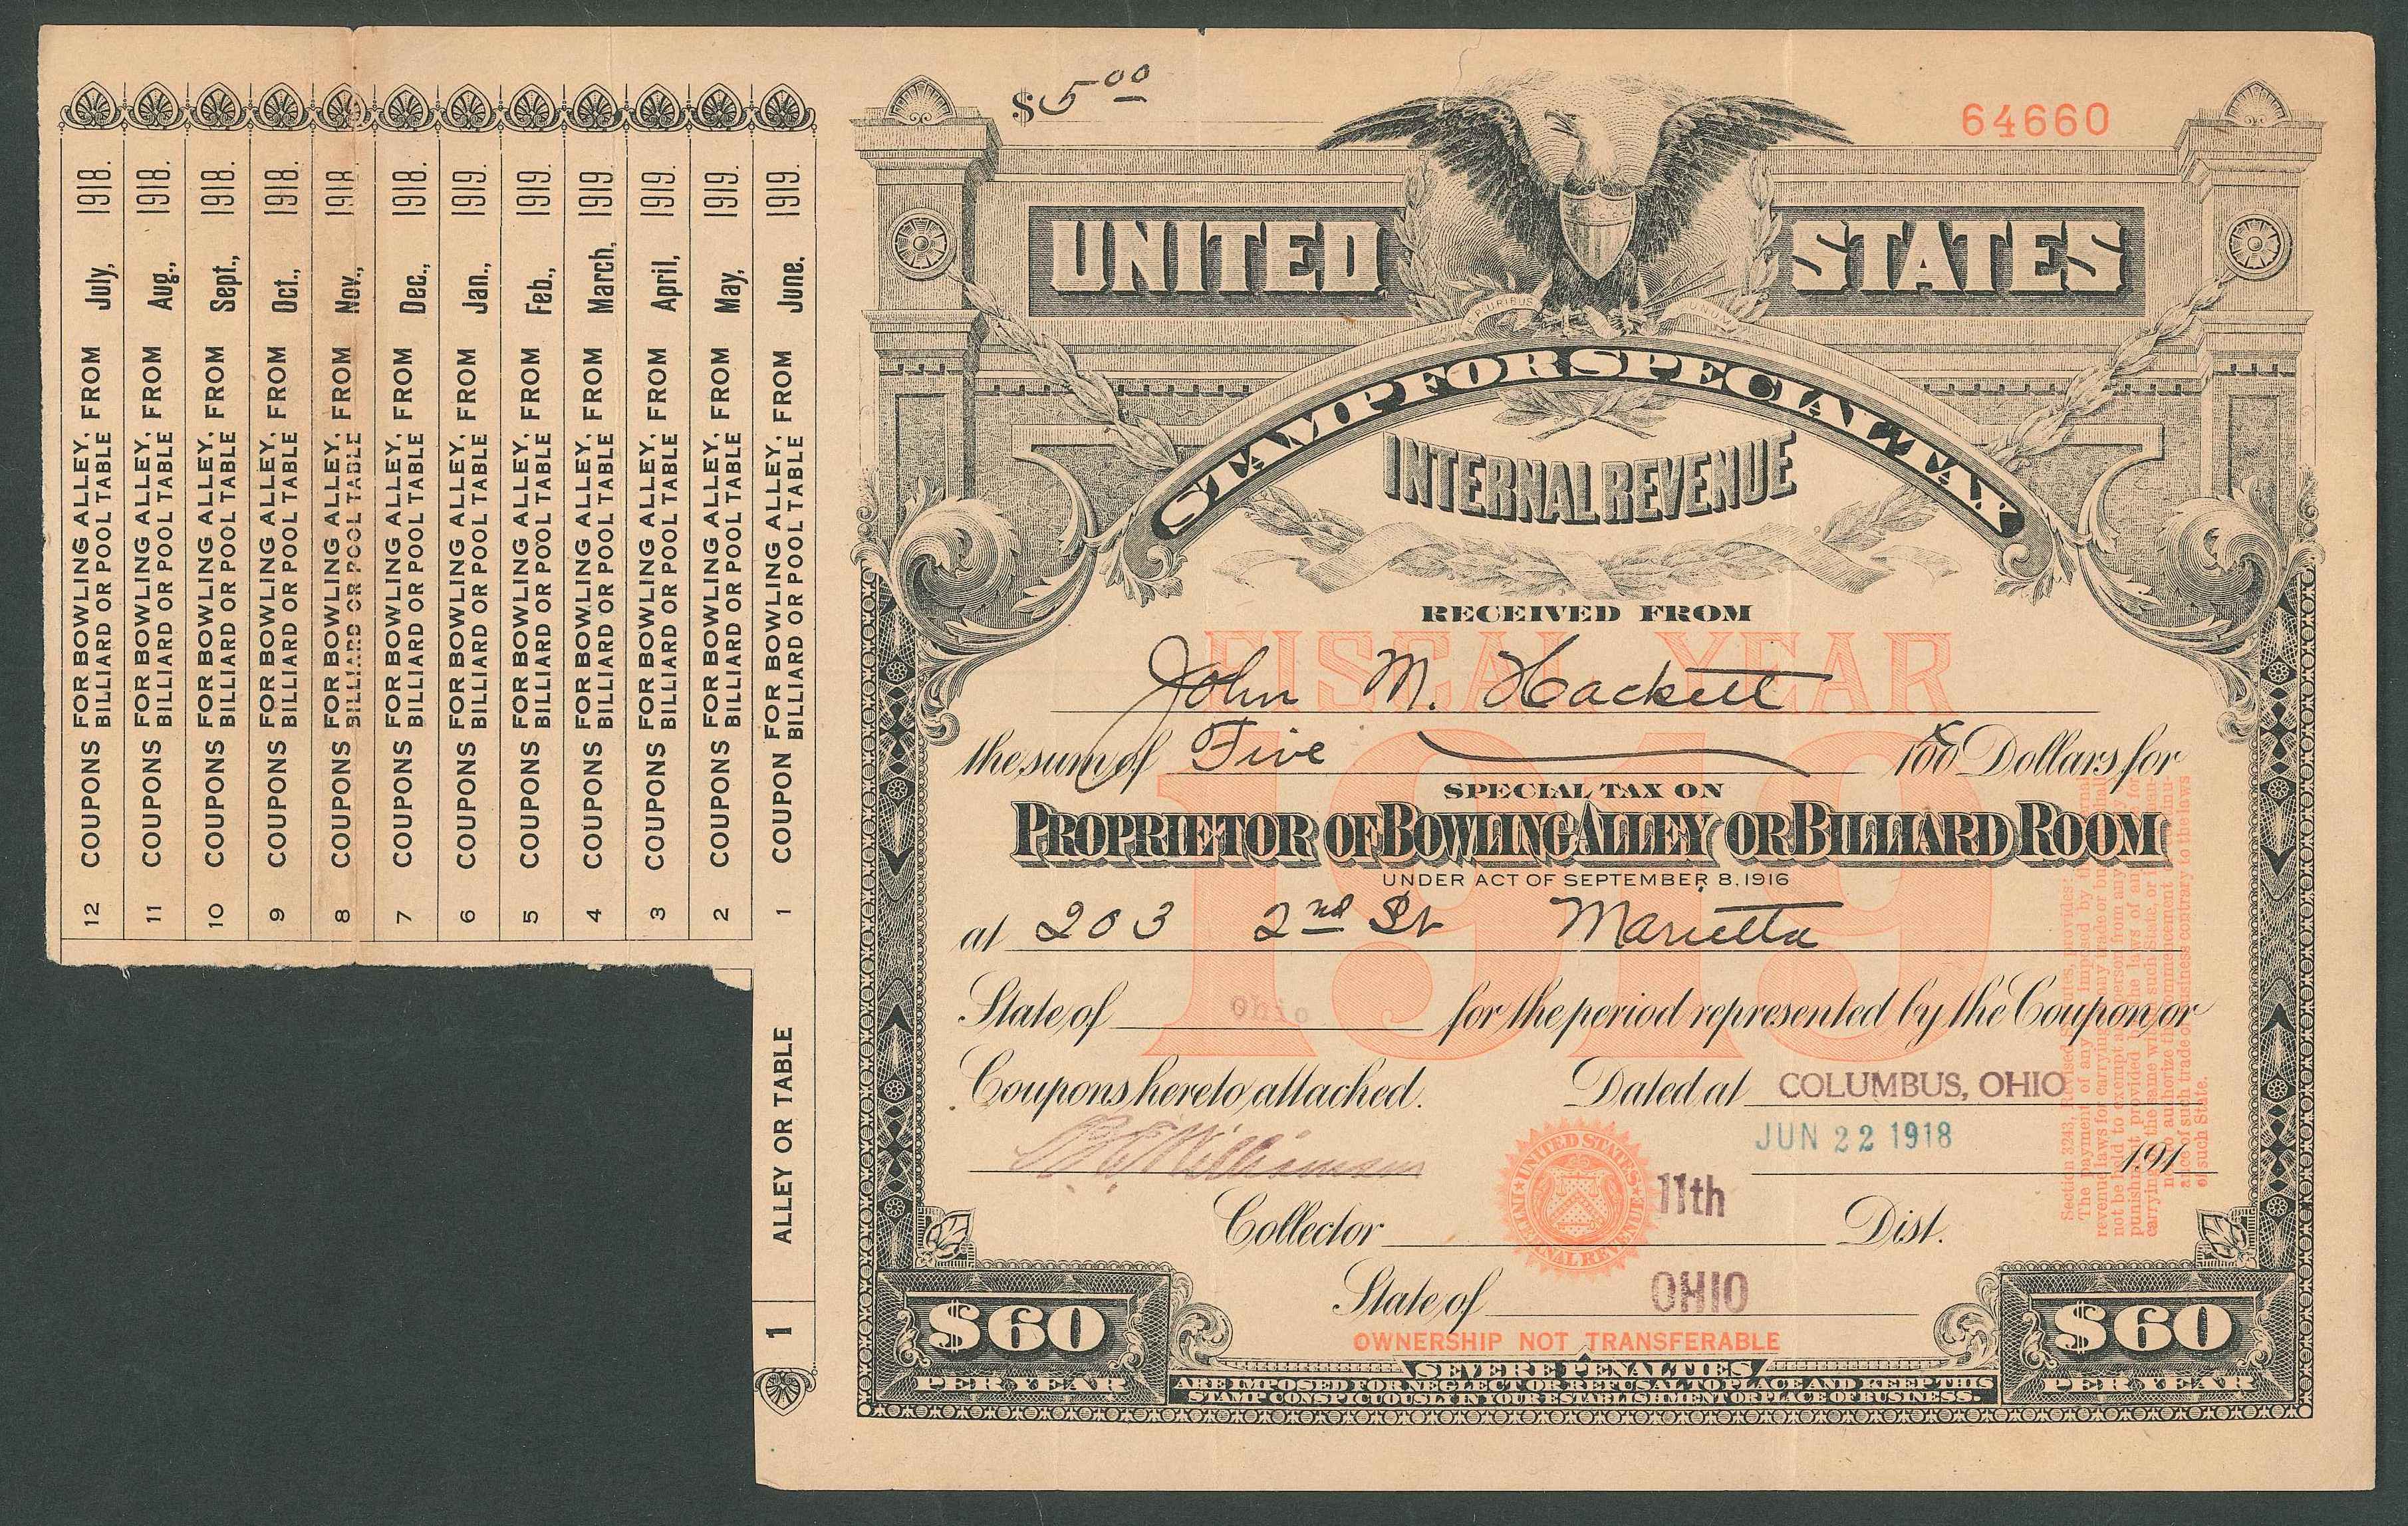 12 COUPONS FOR BOWLING ALLEY, BILLIARD OR POOL TABLE FROM July, 1918.
11 COUPONS FOR BOWLING ALLEY, BILLIARD OR POOL TABLE FROM Aug., 1918.
10 COUPONS FOR BOWLING ALLEY, BILLIARD OR POOL TABLE FROM Sept., 1918.
9 COUPONS FOR BOWLING ALLEY, BILLIARD OR POOL TABLE FROM Oct., 1918.
8 COUPONS FOR BOWLING ALLEY, BILLIARD OR POOL TABLE FROM Nov., 1918
7 COUPONS FOR BOWLING ALLEY, BILLIARD OR POOL TABLE FROM Dec., 1918.
6 COUPONS FOR BOWLING ALLEY, BILLIARD OR POOL TABLE FROM Jan., 1919.
5 COUPONS FOR BOWLING ALLEY, BILLIARD OR POOL TABLE FROM Feb., 1919.
4 COUPONS FOR BOWLING ALLEY, BILLIARD OR POOL TABLE FROM March, 1919
3 COUPONS FOR BOWLING ALLEY, BILLIARD OR POOL TABLE FROM April, 1919.
2 COUPONS FOR BOWLING ALLEY, BILLIARD OR POOL TABLE FROM May, 1919.
1 COUPON FOR BOWLING ALLEY, BILLIARD OR POOL TABLE FROM June, 1919.
1 ALLEY OR TABLE
$5 00
64660
UNITED STATES
E PLURIBUS UNUM
STAMP FOR SPECIAL TAX
INTERNAL REVENUE
RECEIVED FROM
FISCAL YEAR
1919
John M. Hackett
the sum of Five 100 Dollars, for
SPECIAL TAX ON
PROPRIETOR OF BOWLING ALLEY OR BILLIARD ROOM
UNDER ACT OF SEPTEMBER 8, 1916
at 203 2nd St Marietta
State of Ohio for the period represented by the Coupon or
Coupons hereto attached. Dated at COLUMBUS, OHIO
JUN 22 1918 191
Williamson
Collector 11th Dist.
UNITED STATES INTERNAL REVENUE
State of OHIO
OWNERSHIP NOT TRANSFERABLE
$60 PER YEAR
SEVERE PENALTIES
ARE IMPOSED FOR NEGLECT OR REFUSAL TO PLACE AND KEEP THIS
STAMP CONSPICUOUSLY IN YOUR ESTABLISHMENT OR PLACE OF BUSINESS.
$60 PER YEAR